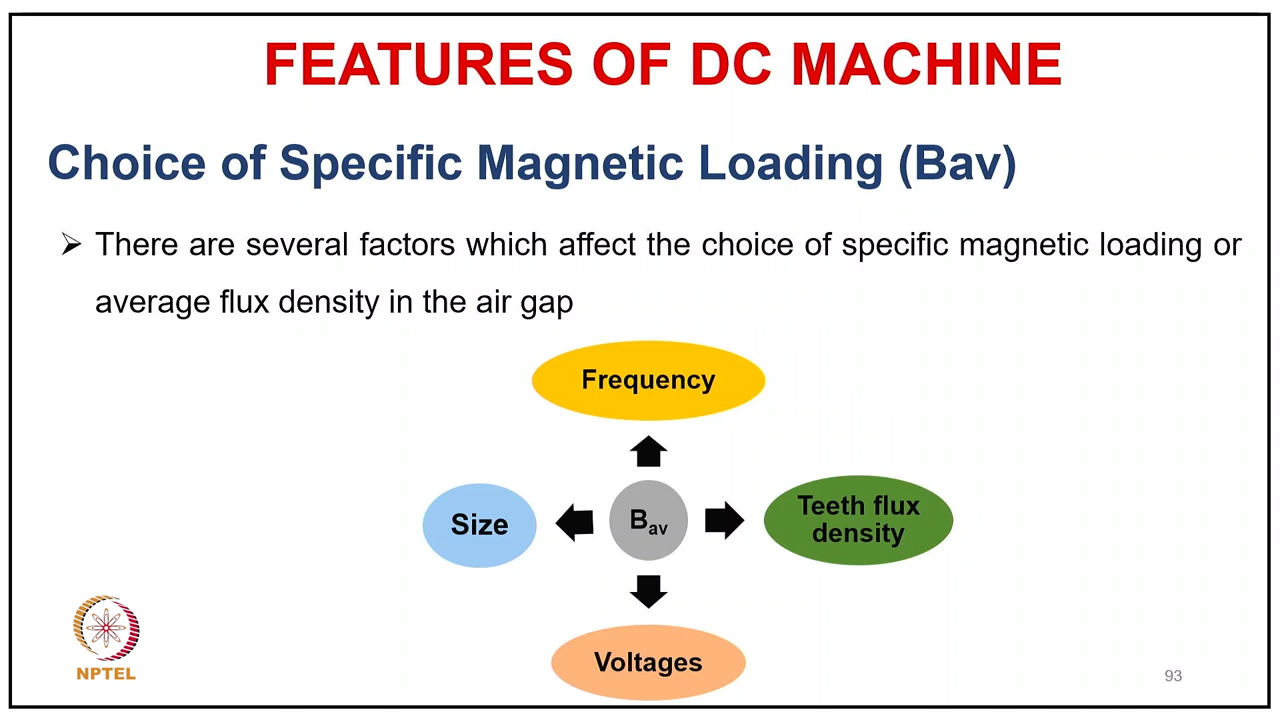 FEATURES OF DC MACHINE
Choice of Specific Magnetic Loading (Bav)
➢ There are several factors which affect the choice of specific magnetic loading or
average flux density in the air gap
Frequency
Size
Bav
Teeth flux
density
Voltages
NPTEL
93